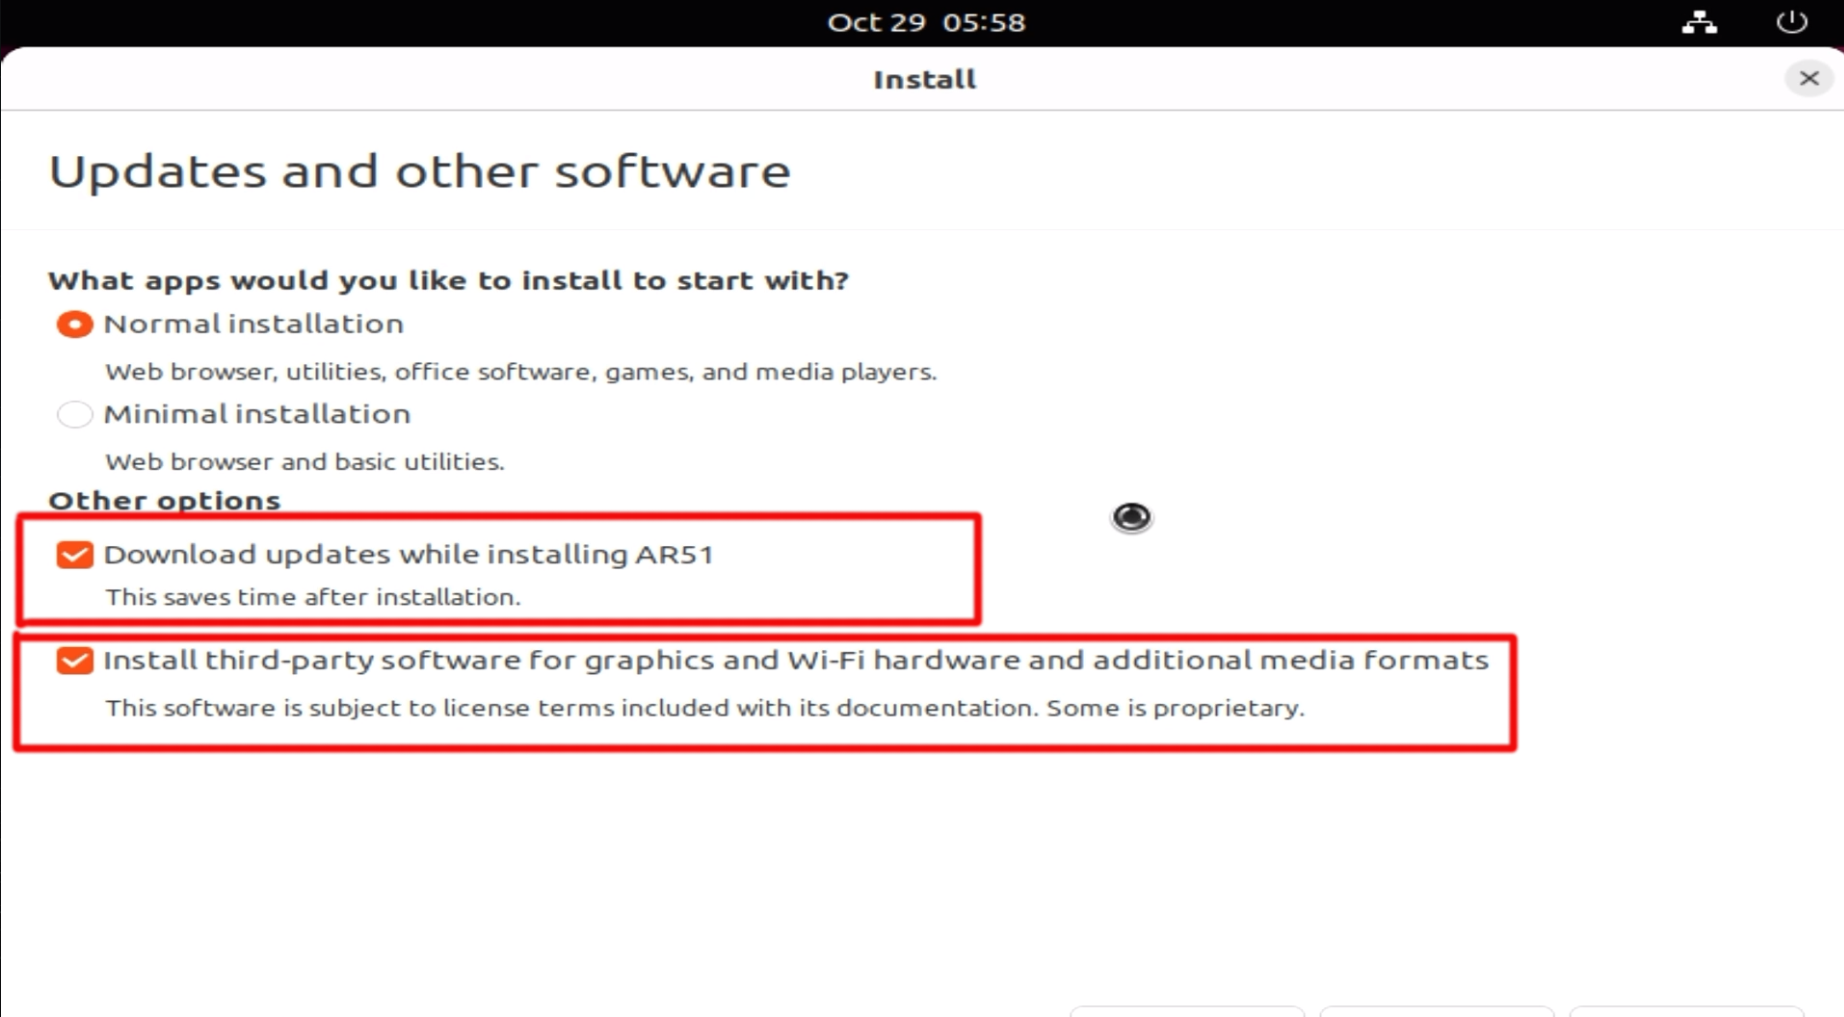 Oct 29 05:58
Install
Updates and other software
What apps would you like to install to start with?
Normal installation
Web browser, utilities, office software, games, and media players.
Minimal installation
Web browser and basic utilities.
Other options
Download updates while installing AR51
This saves time after installation.
Install third-party software for graphics and Wi-Fi hardware and additional media formats
This software is subject to license terms included with its documentation. Some is proprietary.